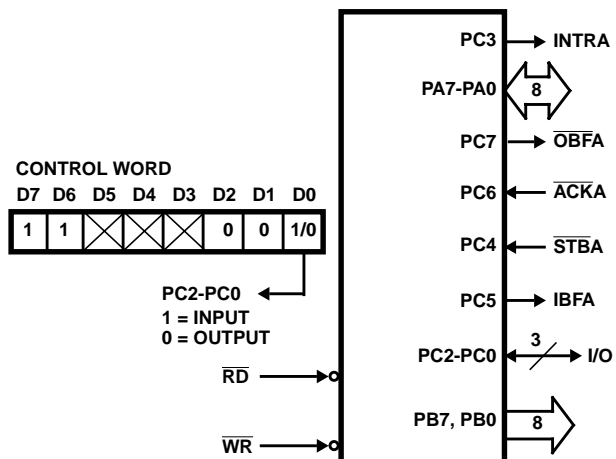 PC3 INTRA
PA7-PA0 8
PC7 OBFA
CONTROL WORD
D7 D6 D5 D4 D3 D2 D1 D0
1 1 0 0 1/0
PC6 ACKA
PC4 STBA
PC2-PC0
1 = INPUT
0 = OUTPUT
PC5 IBFA
PC2-PC0 3 I/O
RD
PB7, PB0 8
WR